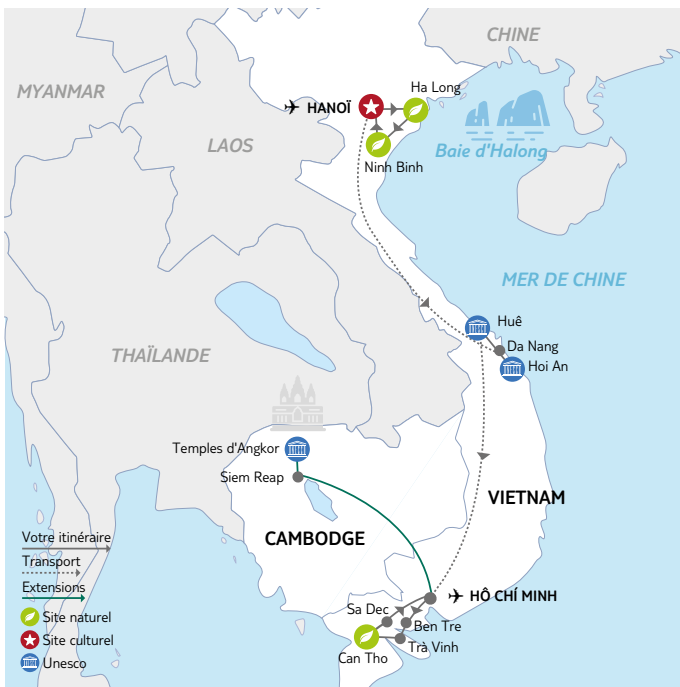 CHINE
MYANMAR
Ha Long
HANOÏ
LAOS
Baie d'Halong
Ninh Binh
MER DE CHINE
Huê
Da Nang
THAÏLANDE
Hoi An
Temples d'Angkor
Siem Reap
VIETNAM
CAMBODGE
Votre itinéraire
Transport
Extensions
HÔ CHÍ MINH
Sa Dec
Site naturel
Ben Tre
Site culturel
Trà Vinh
Can Tho
Unesco